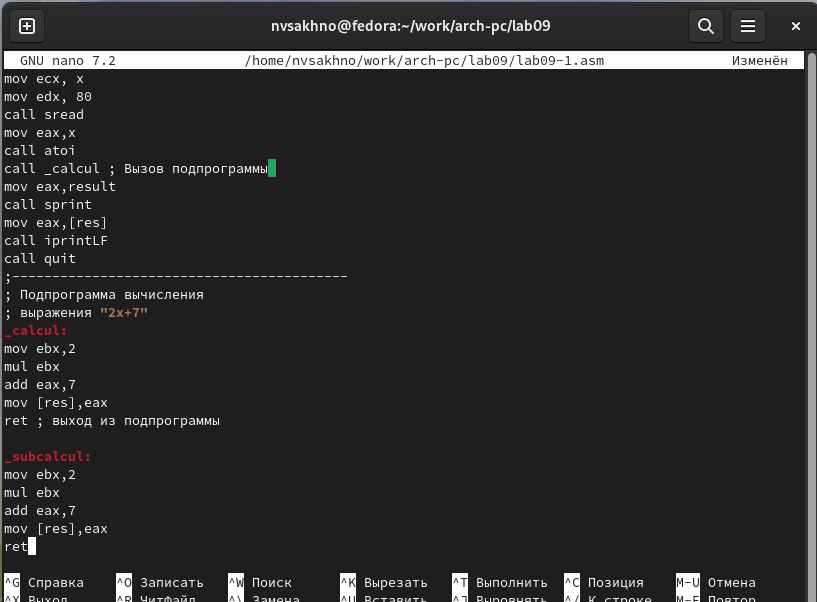 nvsakhno@fedora:~/work/arch-pc/lab09
GNU nano 7.2 /home/nvsakhno/work/arch-pc/lab09/lab09-1.asm Изменён
mov ecx, x
mov edx, 80
call sread
mov eax,x
call atoi
call _calcul ; Вызов подпрограммы
mov eax,result
call sprint
mov eax,[res]
call iprintLF
call quit
;------------------------------------------
; Подпрограмма вычисления
; выражения "2x+7"
_calcul:
mov ebx,2
mul ebx
add eax,7
mov [res],eax
ret ; выход из подпрограммы
_subcalcul:
mov ebx,2
mul ebx
add eax,7
mov [res],eax
ret
^G Справка ^O Записать ^W Поиск ^K Вырезать ^T Выполнить ^C Позиция M-U Отмена
^X Выход ^R ЧитФайл ^\ Замена ^U Вставить ^J Выровнять ^/ К строке M-E Повтор